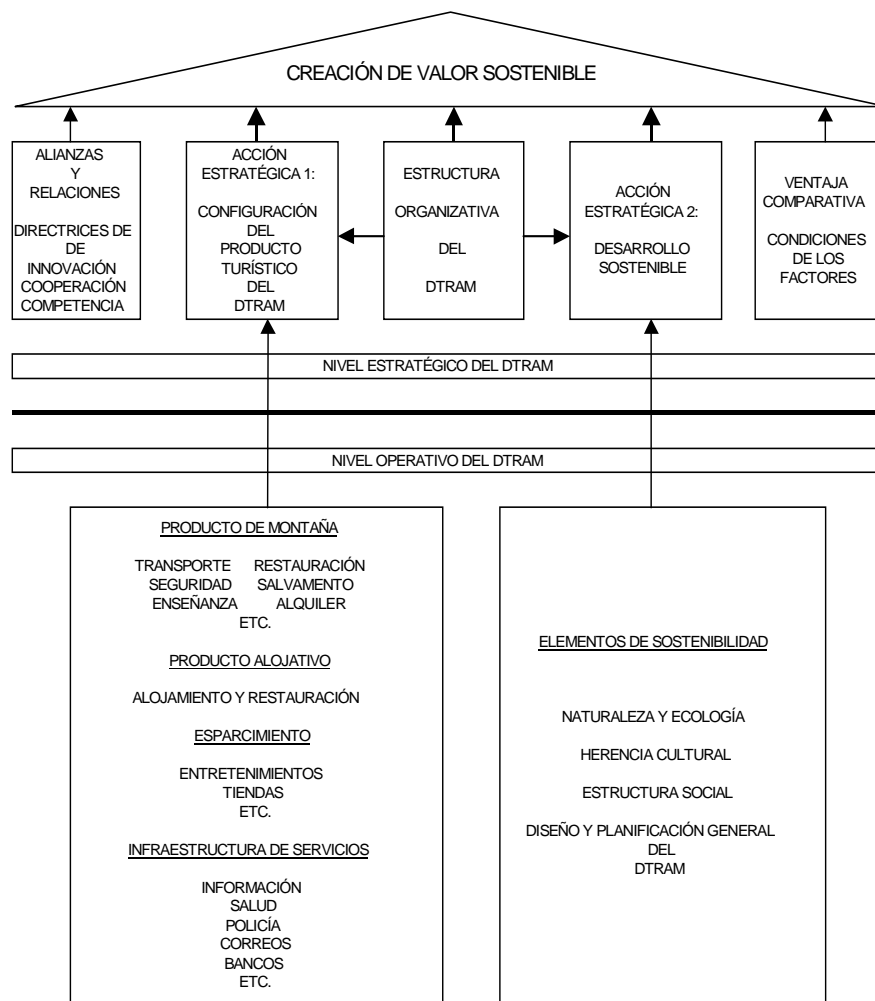 CREACIÓN DE VALOR SOSTENIBLE
ALIANZAS
Y
RELACIONES
DIRECTRICES DE
DE
INNOVACIÓN
COOPERACIÓN
COMPETENCIA
ACCIÓN
ESTRATÉGICA 1:
CONFIGURACIÓN
DEL
PRODUCTO
TURÍSTICO
DEL
DTRAM
ESTRUCTURA
ORGANIZATIVA
DEL
DTRAM
ACCIÓN
ESTRATÉGICA 2:
DESARROLLO
SOSTENIBLE
VENTAJA
COMPARATIVA
CONDICIONES
DE LOS
FACTORES
NIVEL ESTRATÉGICO DEL DTRAM
NIVEL OPERATIVO DEL DTRAM
PRODUCTO DE MONTAÑA
TRANSPORTE RESTAURACIÓN
SEGURIDAD SALVAMENTO
ENSEÑANZA ALQUILER
ETC.
PRODUCTO ALOJATIVO
ALOJAMIENTO Y RESTAURACIÓN
ESPARCIMIENTO
ENTRETENIMIENTOS
TIENDAS
ETC.
INFRAESTRUCTURA DE SERVICIOS
INFORMACIÓN
SALUD
POLICÍA
CORREOS
BANCOS
ETC.
ELEMENTOS DE SOSTENIBILIDAD
NATURALEZA Y ECOLOGÍA
HERENCIA CULTURAL
ESTRUCTURA SOCIAL
DISEÑO Y PLANIFICACIÓN GENERAL
DEL
DTRAM